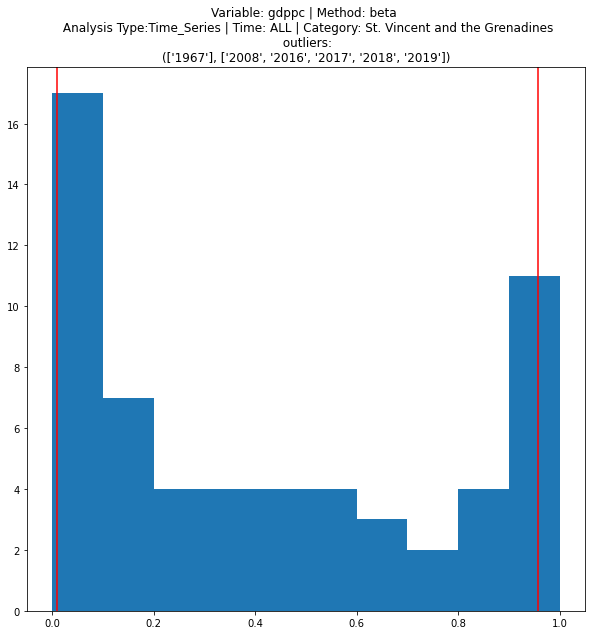 Variable: gdppc | Method: beta
Analysis Type:Time_Series | Time: ALL | Category: St. Vincent and the Grenadines
outliers:
(['1967'], ['2008', '2016', '2017', '2018', '2019'])
16
14
12
10
8
6
4
2
0
0.0 0.2 0.4 0.6 0.8 1.0